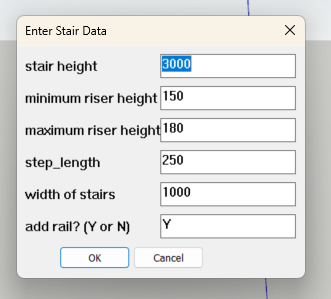 Enter Stair Data
stair height 3000
minimum riser height 150
maximum riser height 180
step_length 250
width of stairs 1000
add rail? (Y or N) Y
OK Cancel